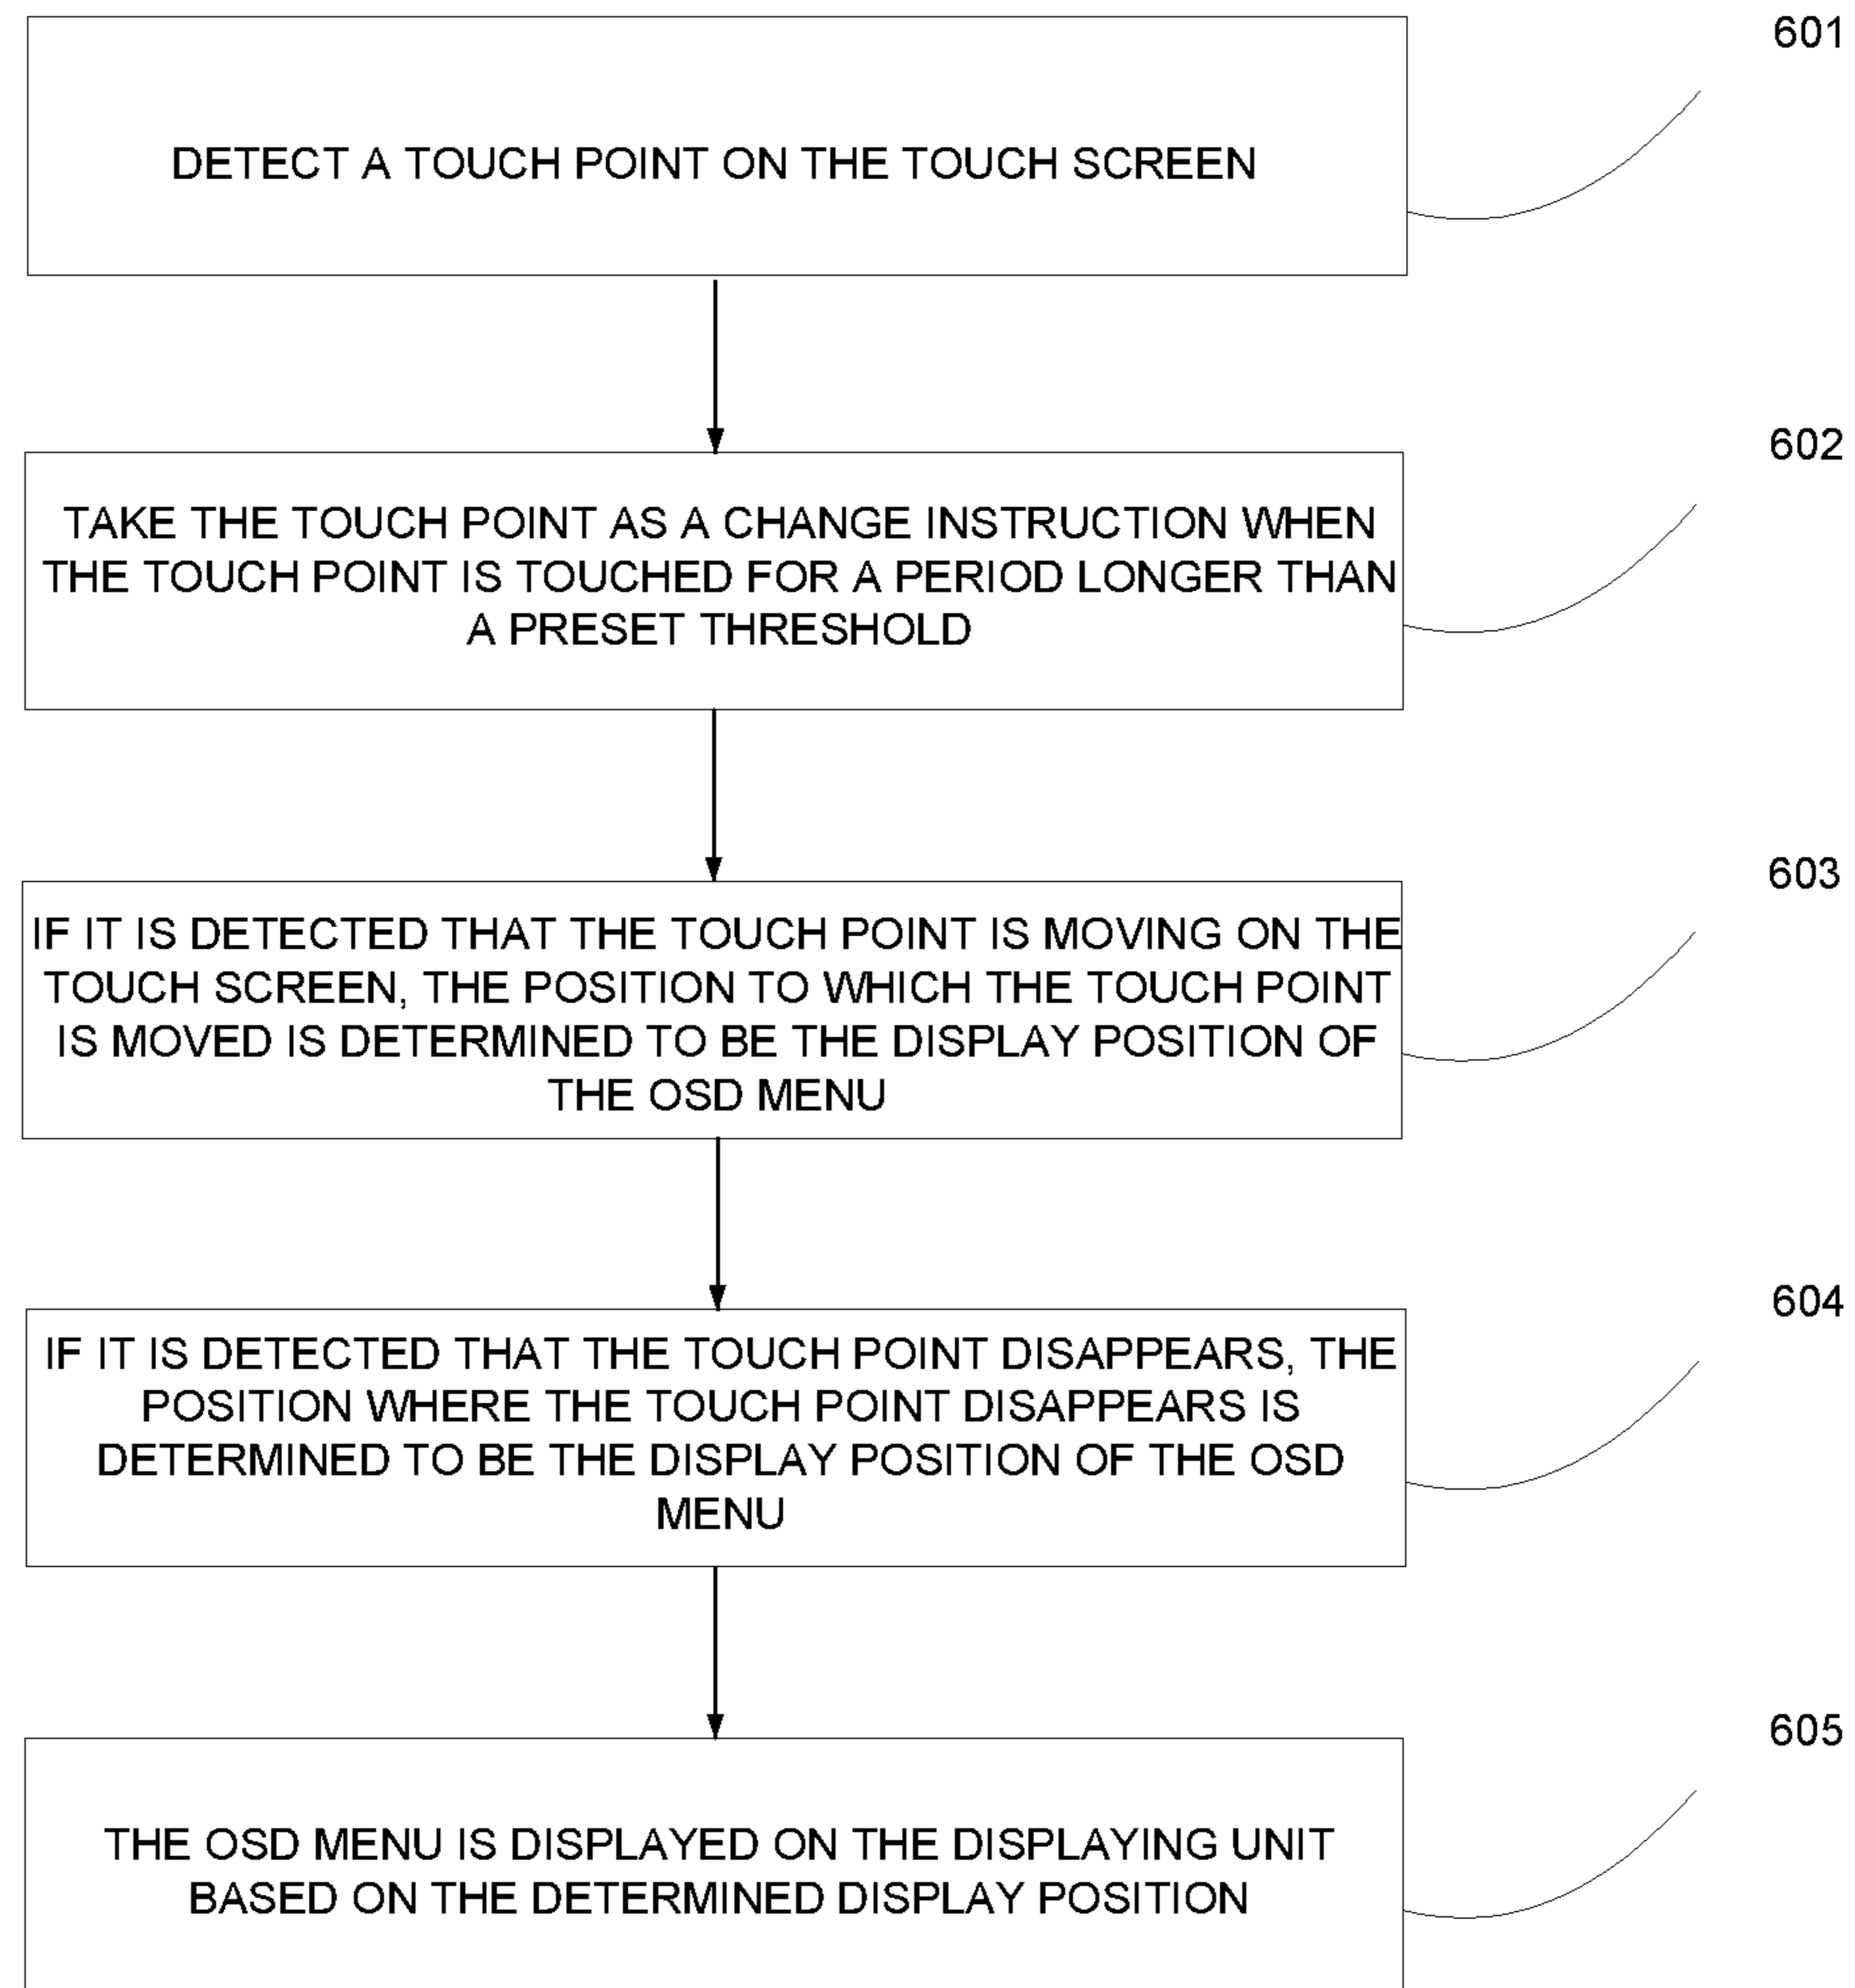 601
DETECT A TOUCH POINT ON THE TOUCH SCREEN
602
TAKE THE TOUCH POINT AS A CHANGE INSTRUCTION WHEN
THE TOUCH POINT IS TOUCHED FOR A PERIOD LONGER THAN
A PRESET THRESHOLD
603
IF IT IS DETECTED THAT THE TOUCH POINT IS MOVING ON THE
TOUCH SCREEN, THE POSITION TO WHICH THE TOUCH POINT
IS MOVED IS DETERMINED TO BE THE DISPLAY POSITION OF
THE OSD MENU
604
IF IT IS DETECTED THAT THE TOUCH POINT DISAPPEARS, THE
POSITION WHERE THE TOUCH POINT DISAPPEARS IS
DETERMINED TO BE THE DISPLAY POSITION OF THE OSD
MENU
605
THE OSD MENU IS DISPLAYED ON THE DISPLAYING UNIT
BASED ON THE DETERMINED DISPLAY POSITION